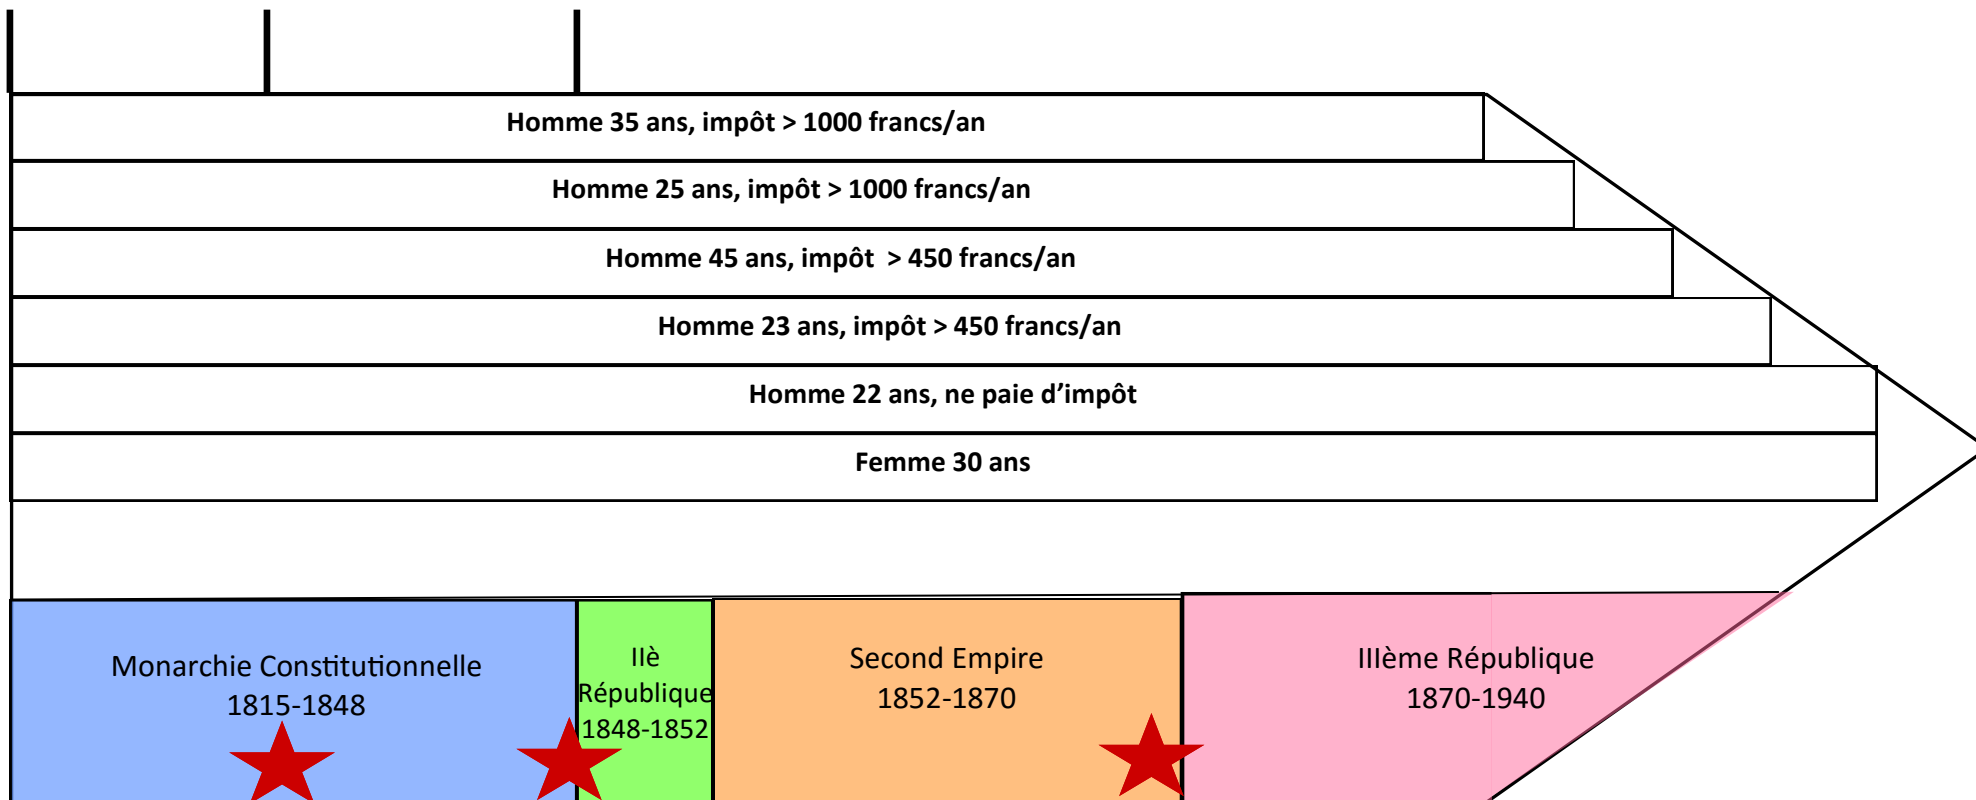 Homme 35 ans, impôt > 1000 francs/an
Homme 25 ans, impôt > 1000 francs/an
Homme 45 ans, impôt > 450 francs/an
Homme 23 ans, impôt > 450 francs/an
Homme 22 ans, ne paie d’impôt
Femme 30 ans
Monarchie Constitutionnelle
1815-1848
IIè
République
1848-1852
Second Empire
1852-1870
IIIème République
1870-1940